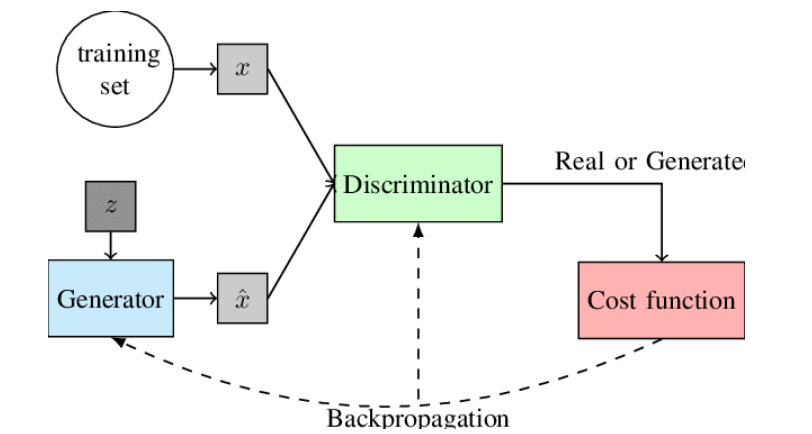 training
set
x
Real or Generate
Discriminator
z
Generator
x̂
Cost function
Backpropagation